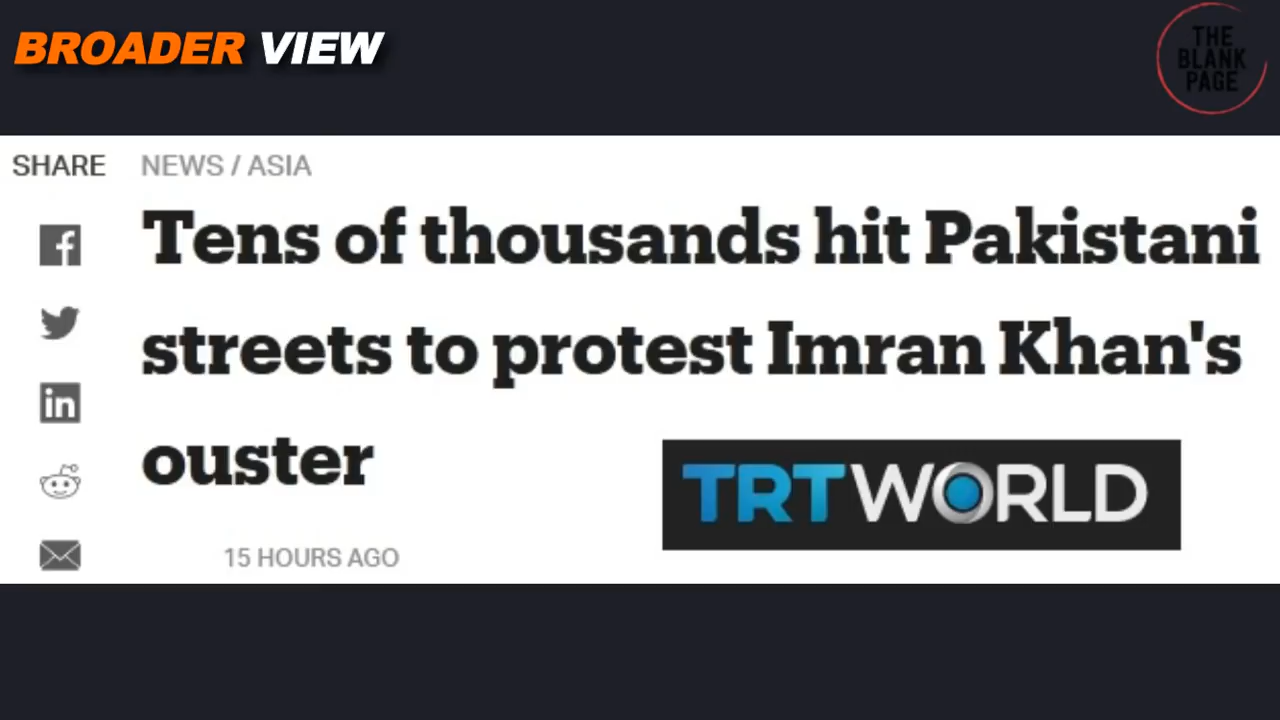 BROADER VIEW
THE
BLANK
PAGE
SHARE
NEWS / ASIA
Tens of thousands hit Pakistani
streets to protest Imran Khan's
ouster
TRTWORLD
15 HOURS AGO